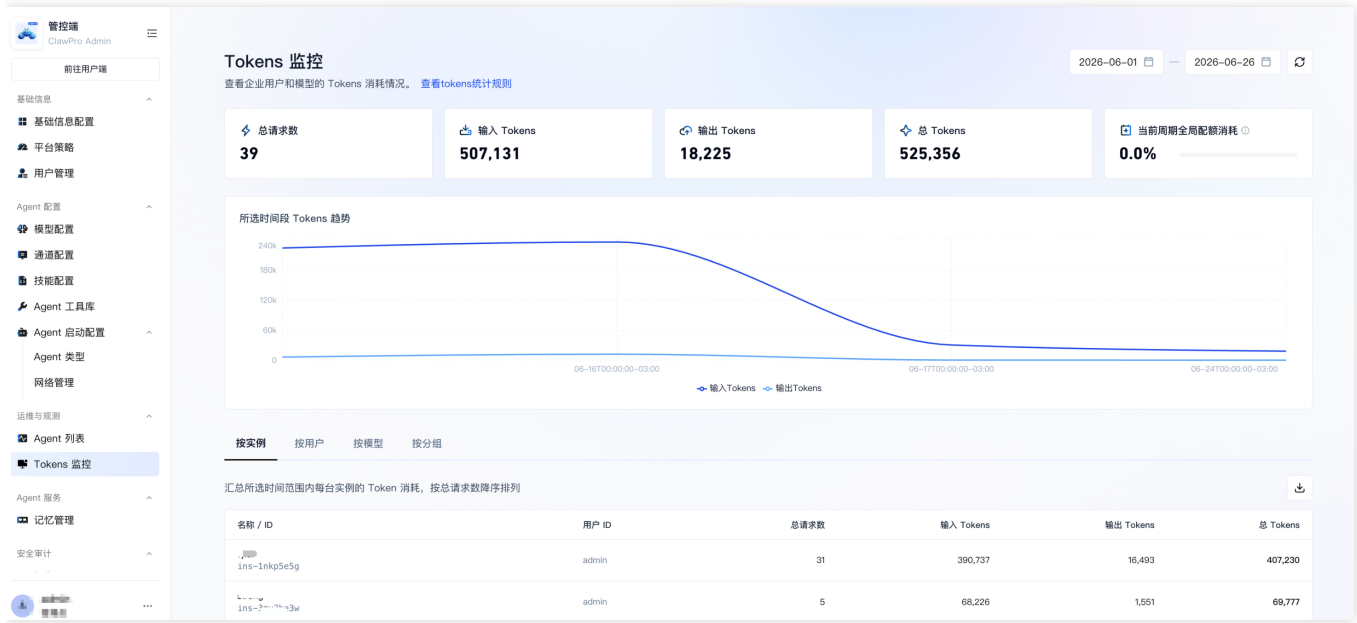 管控端
ClawPro Admin
前往用户端
基础信息
基础信息配置
平台策略
用户管理
Agent 配置
模型配置
通道配置
技能配置
Agent 工具库
Agent 启动配置
Agent 类型
网络管理
运维与观测
Agent 列表
Tokens 监控
Agent 服务
记忆管理
安全审计
Tokens 监控
查看企业用户和模型的 Tokens 消耗情况。 查看tokens统计规则
2026-06-01 — 2026-06-26
总请求数
39
输入 Tokens
507,131
输出 Tokens
18,225
总 Tokens
525,356
当前周期全局配额消耗
0.0%
所选时间段 Tokens 趋势
240k
180k
120k
60k
0
06-16T00:00:00-03:00 06-17T00:00:00-03:00 06-24T00:00:00-03:00
输入Tokens 输出Tokens
按实例 按用户 按模型 按分组
汇总所选时间范围内每台实例的 Token 消耗，按总请求数降序排列
名称 / ID 用户 ID 总请求数 输入 Tokens 输出 Tokens 总 Tokens
ins-1nkp5e5g admin 31 390,737 16,493 407,230
admin 5 68,226 1,551 69,777